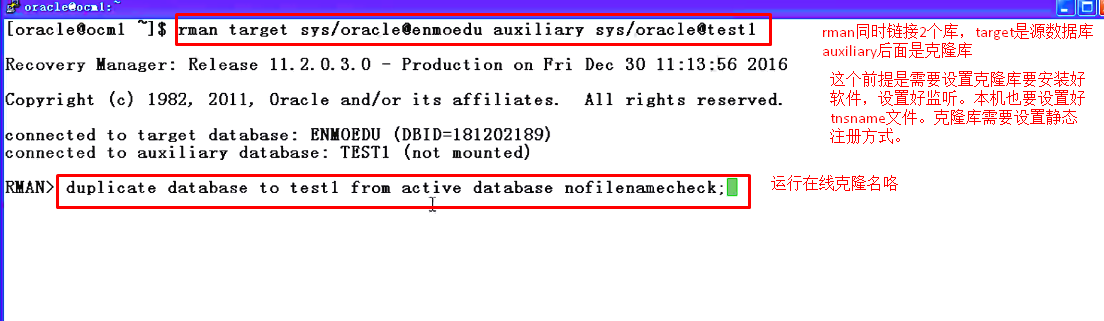 oracle@ocm1:~
[oracle@ocm1 ~]$ rman target sys/oracle@enmoedu auxiliary sys/oracle@test1
rman同时链接2个库，target是源数据库
auxiliary后面是克隆库
Recovery Manager: Release 11.2.0.3.0 - Production on Fri Dec 30 11:13:56 2016
这个前提是需要设置克隆库要安装好
软件，设置好监听。本机也要设置好
tnsname文件。克隆库需要设置静态
注册方式。
Copyright (c) 1982, 2011, Oracle and/or its affiliates.  All rights reserved.
connected to target database: ENMOEDU (DBID=181202189)
connected to auxiliary database: TEST1 (not mounted)
RMAN> duplicate database to test1 from active database nofilenamecheck;
运行在线克隆名咯